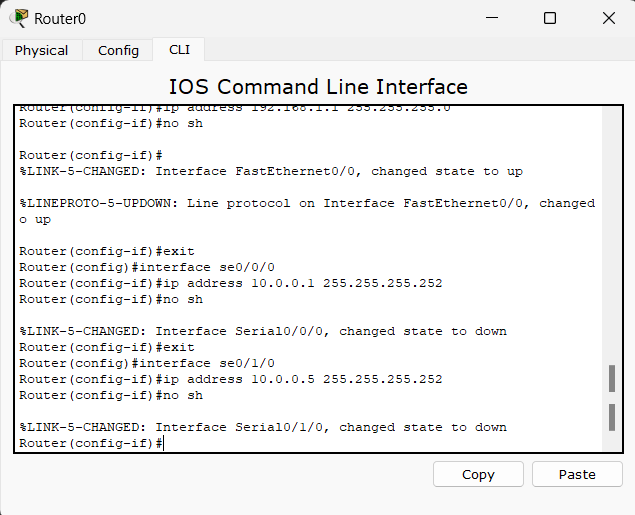 Router0
Physical
Config
CLI
IOS Command Line Interface
Router(config-if)#ip address 192.168.1.1 255.255.255.0
Router(config-if)#no sh
Router(config-if)#
%LINK-5-CHANGED: Interface FastEthernet0/0, changed state to up
%LINEPROTO-5-UPDOWN: Line protocol on Interface FastEthernet0/0, changed
o up
Router(config-if)#exit
Router(config)#interface se0/0/0
Router(config-if)#ip address 10.0.0.1 255.255.255.252
Router(config-if)#no sh
%LINK-5-CHANGED: Interface Serial0/0/0, changed state to down
Router(config-if)#exit
Router(config)#interface se0/1/0
Router(config-if)#ip address 10.0.0.5 255.255.255.252
Router(config-if)#no sh
%LINK-5-CHANGED: Interface Serial0/1/0, changed state to down
Router(config-if)#
Copy
Paste